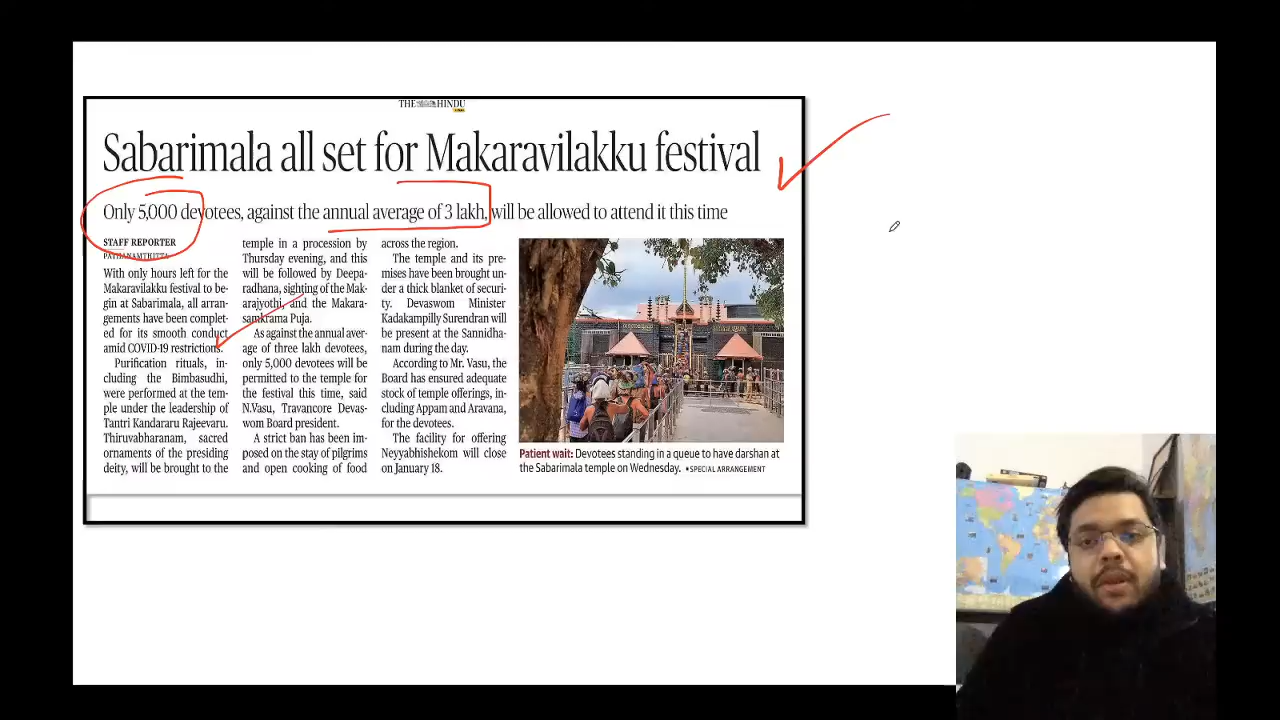 THE HINDU
Sabarimala all set for Makaravilakku festival
Only 5,000 devotees, against the annual average of 3 lakh, will be allowed to attend it this time
STAFF REPORTER
PATHANAMTHITTA
With only hours left for the
Makaravilakku festival to be-
gin at Sabarimala, all arran-
gements have been complet-
ed for its smooth conduct
amid COVID-19 restrictions.
Purification rituals, in-
cluding the Bimbasudhi,
were performed at the tem-
ple under the leadership of
Tantri Kandararu Rajeevaru.
Thiruvabharanam, sacred
ornaments of the presiding
deity, will be brought to the
temple in a procession by
Thursday evening, and this
will be followed by Deepa-
radhana, sighting of the Mak-
arajyothi, and the Makara-
samkrama Puja.
As against the annual aver-
age of three lakh devotees,
only 5,000 devotees will be
permitted to the temple for
the festival this time, said
N.Vasu, Travancore Devas-
wom Board president.
A strict ban has been im-
posed on the stay of pilgrims
and open cooking of food
across the region.
The temple and its pre-
mises have been brought un-
der a thick blanket of securi-
ty. Devaswom Minister
Kadakampilly Surendran will
be present at the Sannidha-
nam during the day.
According to Mr. Vasu, the
Board has ensured adequate
stock of temple offerings, in-
cluding Appam and Aravana,
for the devotees.
The facility for offering
Neyyabhishekom will close
on January 18.
Patient wait: Devotees standing in a queue to have darshan at
the Sabarimala temple on Wednesday. •SPECIAL ARRANGEMENT